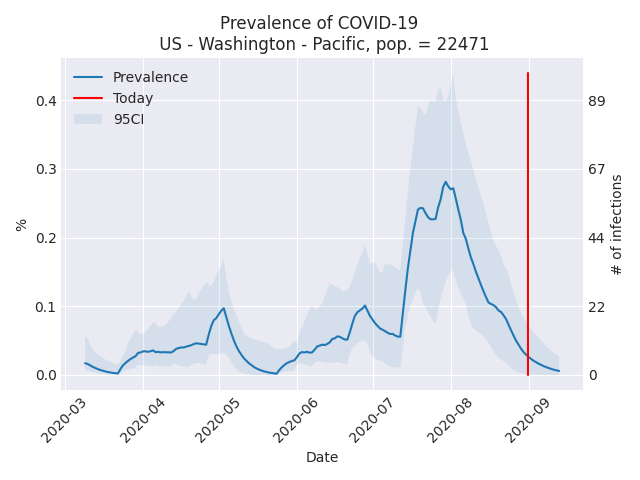 Prevalence of COVID-19
US - Washington - Pacific, pop. = 22471
Prevalence
Today
95CI
0.4
0.3
0.2
0.1
0.0
%
89
67
44
22
0
# of infections
2020-03
2020-04
2020-05
2020-06
2020-07
2020-08
2020-09
Date